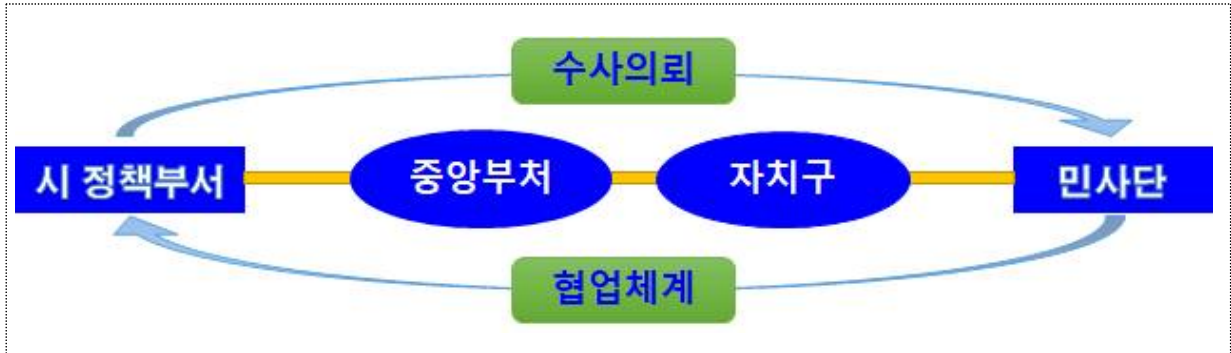 수사의뢰
시 정책부서
중앙부처
자치구
민사단
협업체계